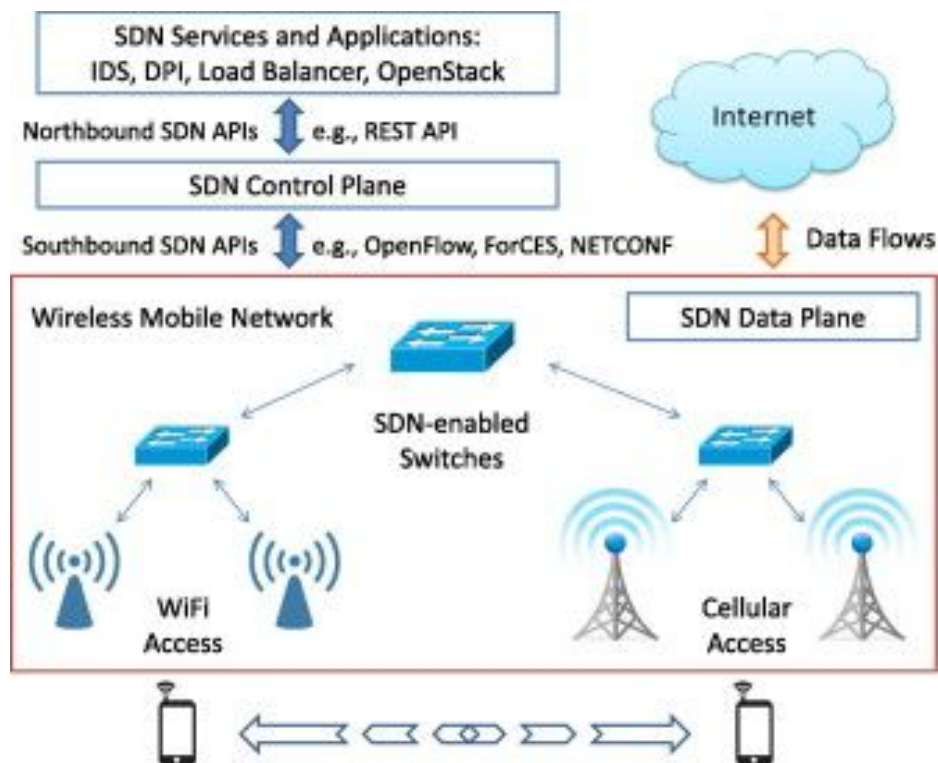 SDN Services and Applications:
IDS, DPI, Load Balancer, OpenStack
Northbound SDN APIs
e.g., REST API
Internet
SDN Control Plane
Southbound SDN APIs
e.g., OpenFlow, ForCES, NETCONF
Data Flows
Wireless Mobile Network
SDN Data Plane
SDN-enabled
Switches
WiFi
Access
Cellular
Access